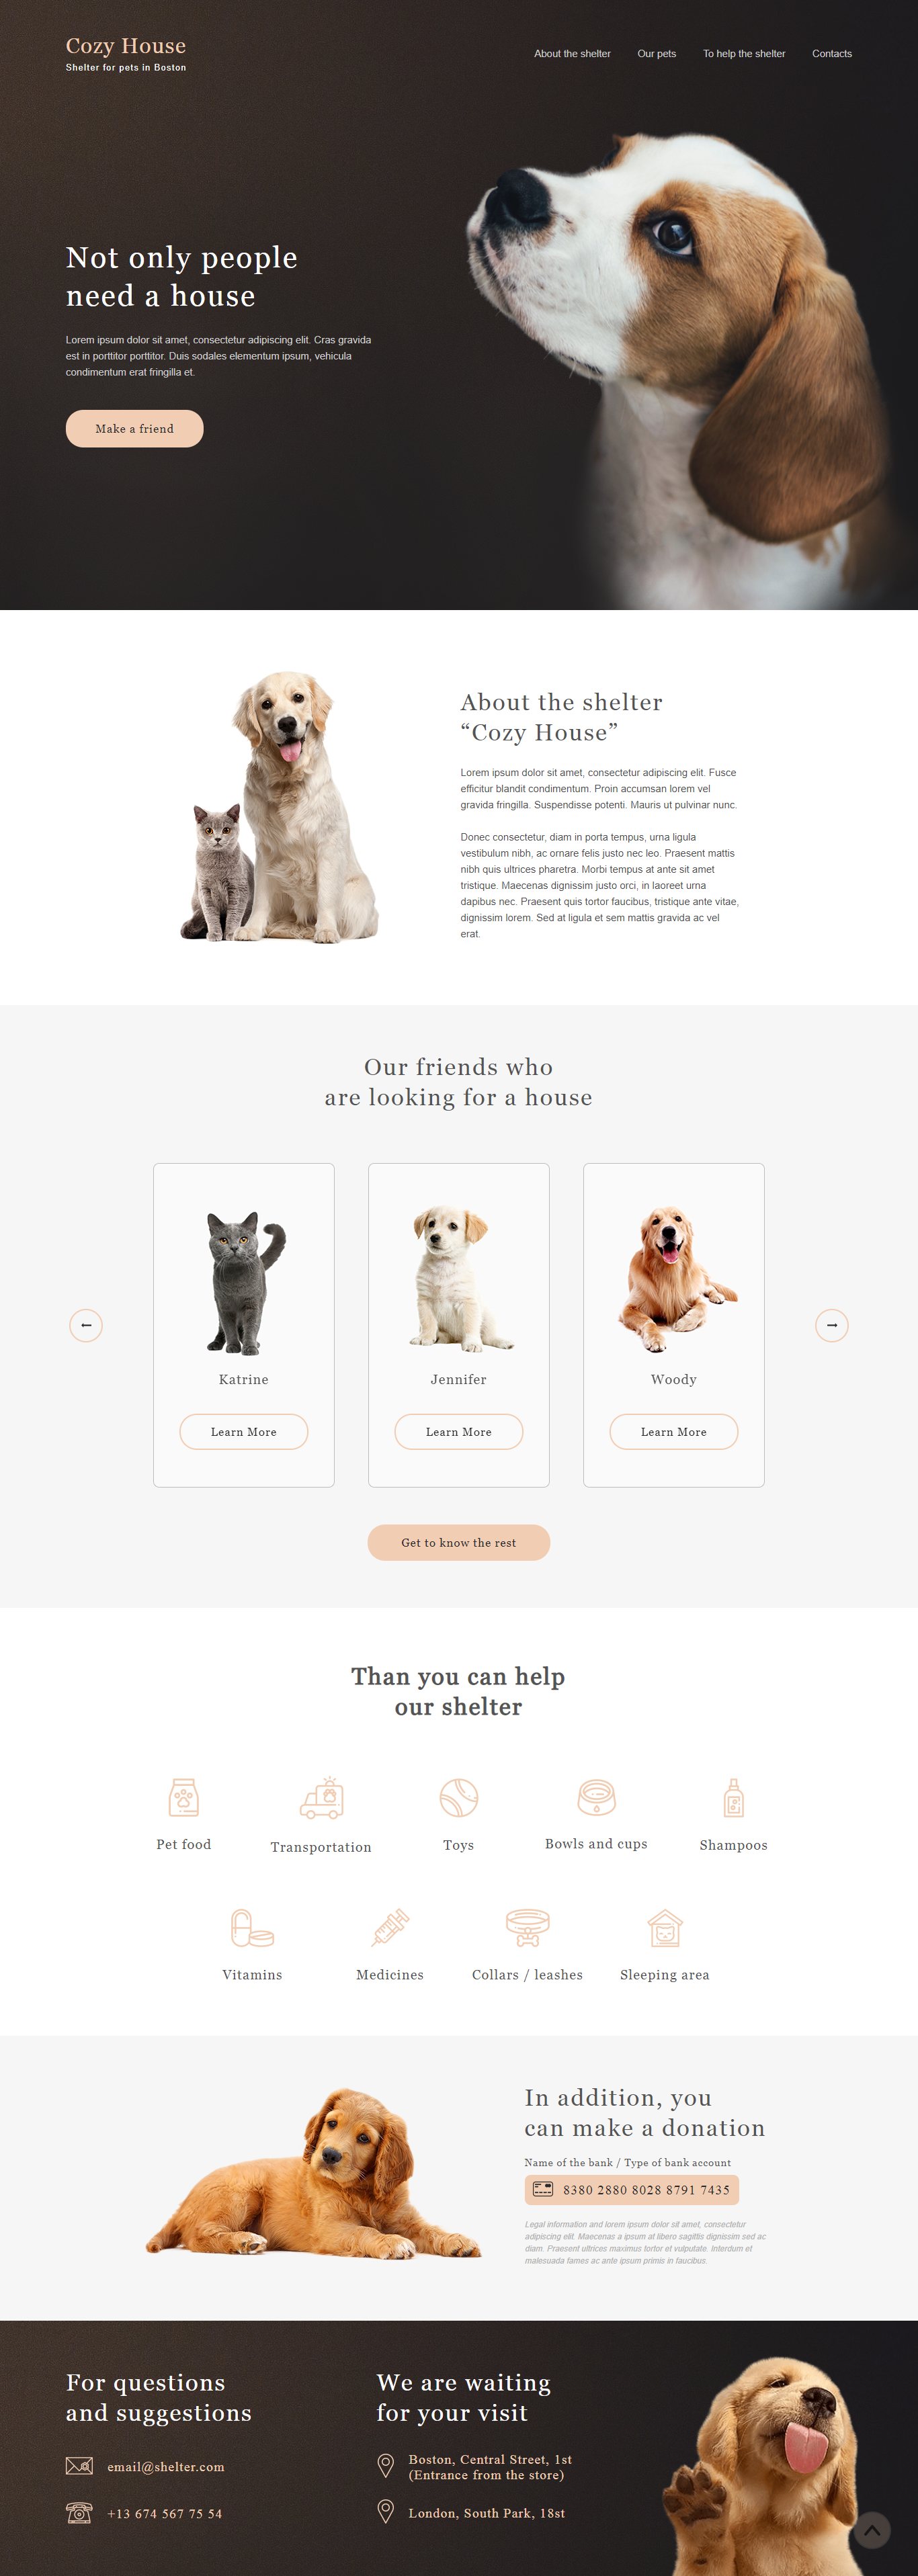 Cozy House
Shelter for pets in Boston
About the shelter
Our pets
To help the shelter
Contacts
Not only people
need a house
Lorem ipsum dolor sit amet, consectetur adipiscing elit. Cras gravida
est in porttitor porttitor. Duis sodales elementum ipsum, vehicula
condimentum erat fringilla et.
Make a friend
About the shelter
“Cozy House”
Lorem ipsum dolor sit amet, consectetur adipiscing elit. Fusce
efficitur blandit condimentum. Proin accumsan lorem vel
gravida fringilla. Suspendisse potenti. Mauris ut pulvinar nunc.
Donec consectetur, diam in porta tempus, urna ligula
vestibulum nibh, ac ornare felis justo nec leo. Praesent mattis
nibh quis ultrices pharetra. Morbi tempus at ante sit amet
tristique. Maecenas dignissim justo orci, in laoreet urna
dapibus nec. Praesent quis tortor faucibus, tristique ante vitae,
dignissim lorem. Sed at ligula et sem mattis gravida ac vel
erat.
Our friends who
are looking for a house
Katrine
Learn More
Jennifer
Learn More
Woody
Learn More
Get to know the rest
Than you can help
our shelter
Pet food
Transportation
Toys
Bowls and cups
Shampoos
Vitamins
Medicines
Collars / leashes
Sleeping area
In addition, you
can make a donation
Name of the bank / Type of bank account
8380 2880 8028 8791 7435
Legal information and lorem ipsum dolor sit amet, consectetur
adipiscing elit. Maecenas a ipsum at libero sagittis dignissim sed ac
diam. Praesent ultrices maximus tortor et vulputate. Interdum et
malesuada fames ac ante ipsum primis in faucibus.
For questions
and suggestions
email@shelter.com
+13 674 567 75 54
We are waiting
for your visit
Boston, Central Street, 1st
(Entrance from the store)
London, South Park, 18st